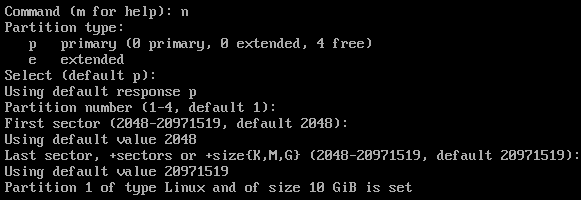 Command (m for help): n
Partition type:
   p   primary (0 primary, 0 extended, 4 free)
   e   extended
Select (default p):
Using default response p
Partition number (1-4, default 1):
First sector (2048-20971519, default 2048):
Using default value 2048
Last sector, +sectors or +size{K,M,G} (2048-20971519, default 20971519):
Using default value 20971519
Partition 1 of type Linux and of size 10 GiB is set